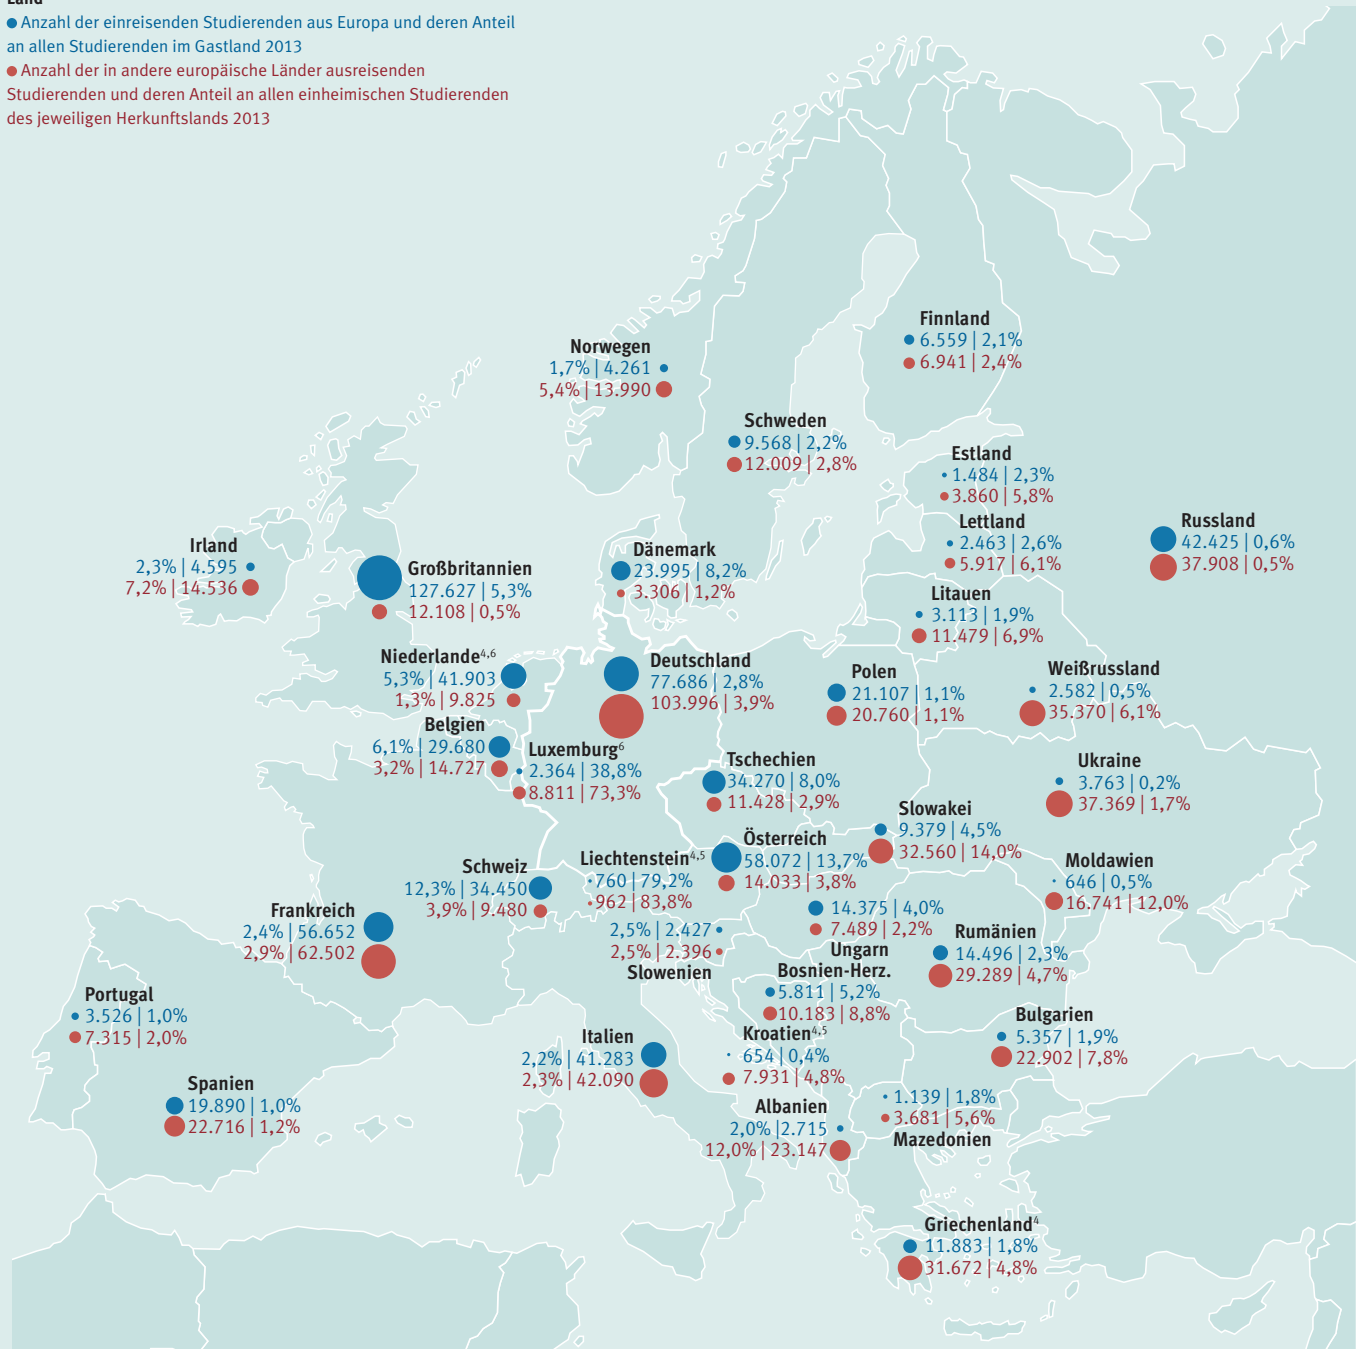 Land
Anzahl der einreisenden Studierenden aus Europa und deren Anteil
an allen Studierenden im Gastland 2013
Anzahl der in andere europäische Länder ausreisenden
Studierenden und deren Anteil an allen einheimischen Studierenden
des jeweiligen Herkunftslands 2013
Finnland
6.559 | 2,1%
6.941 | 2,4%
Norwegen
1,7% | 4.261
5,4% | 13.990
Schweden
9.568 | 2,2%
12.009 | 2,8%
Estland
1.484 | 2,3%
3.860 | 5,8%
Lettland
2.463 | 2,6%
5.917 | 6,1%
Russland
42.425 | 0,6%
37.908 | 0,5%
Irland
2,3% | 4.595
7,2% | 14.536
Großbritannien
127.627 | 5,3%
12.108 | 0,5%
Dänemark
23.995 | 8,2%
3.306 | 1,2%
Litauen
3.113 | 1,9%
11.479 | 6,9%
Niederlande4,6
5,3% | 41.903
1,3% | 9.825
Deutschland
77.686 | 2,8%
103.996 | 3,9%
Polen
21.107 | 1,1%
20.760 | 1,1%
Weißrussland
2.582 | 0,5%
35.370 | 6,1%
Belgien
6,1% | 29.680
3,2% | 14.727
Luxemburg6
2.364 | 38,8%
8.811 | 73,3%
Tschechien
34.270 | 8,0%
11.428 | 2,9%
Ukraine
3.763 | 0,2%
37.369 | 1,7%
Slowakei
9.379 | 4,5%
32.560 | 14,0%
Österreich
58.072 | 13,7%
14.033 | 3,8%
Liechtenstein4,5
760 | 79,2%
962 | 83,8%
Schweiz
12,3% | 34.450
3,9% | 9.480
Moldawien
646 | 0,5%
16.741 | 12,0%
Frankreich
2,4% | 56.652
2,9% | 62.502
14.375 | 4,0%
7.489 | 2,2%
Ungarn
2,5% | 2.427
2,5% | 2.396
Slowenien
Rumänien
14.496 | 2,3%
29.289 | 4,7%
Bosnien-Herz.
5.811 | 5,2%
10.183 | 8,8%
Portugal
3.526 | 1,0%
7.315 | 2,0%
Bulgarien
5.357 | 1,9%
22.902 | 7,8%
Italien
2,2% | 41.283
2,3% | 42.090
Kroatien4,5
654 | 0,4%
7.931 | 4,8%
Spanien
19.890 | 1,0%
22.716 | 1,2%
1.139 | 1,8%
3.681 | 5,6%
Mazedonien
Albanien
2,0% | 2.715
12,0% | 23.147
Griechenland4
11.883 | 1,8%
31.672 | 4,8%